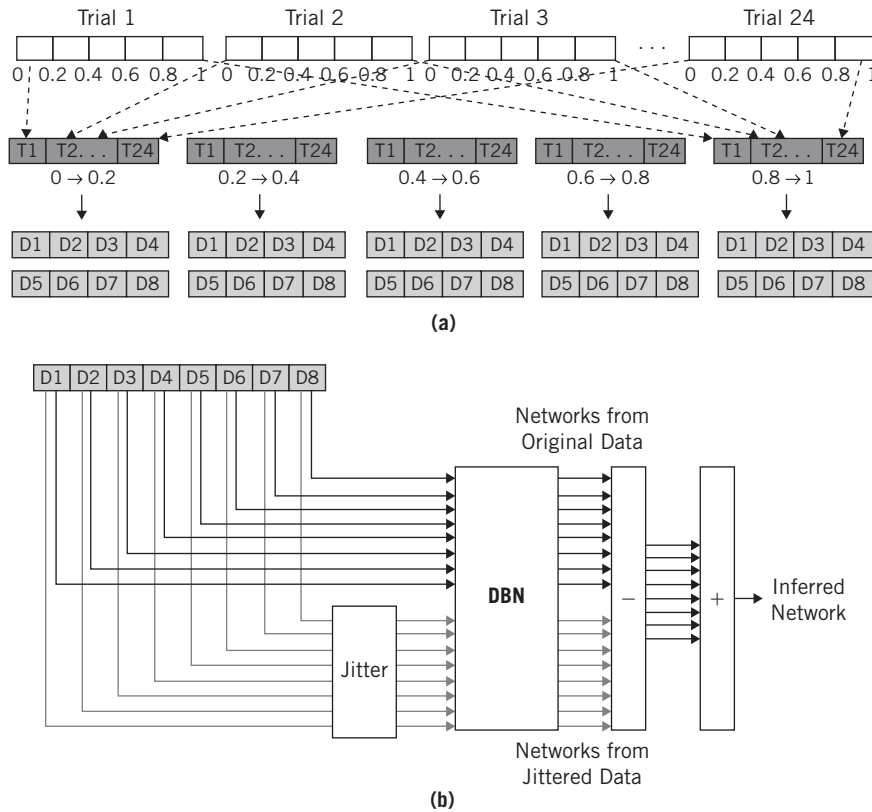 Trial 1 Trial 2 Trial 3 Trial 24
. . .
0 0.2 0.4 0.6 0.8 1 0 0.2 0.4 0.6 0.8 1 0 0.2 0.4 0.6 0.8 1 0 0.2 0.4 0.6 0.8 1
T1 T2. . . T24 T1 T2. . . T24 T1 T2. . . T24 T1 T2. . . T24 T1 T2. . . T24
0 → 0.2 0.2 → 0.4 0.4 → 0.6 0.6 → 0.8 0.8 → 1
D1 D2 D3 D4 D1 D2 D3 D4 D1 D2 D3 D4 D1 D2 D3 D4 D1 D2 D3 D4
D5 D6 D7 D8 D5 D6 D7 D8 D5 D6 D7 D8 D5 D6 D7 D8 D5 D6 D7 D8
(a)
D1 D2 D3 D4 D5 D6 D7 D8
Networks from
Original Data
DBN
−
+
Inferred
Network
Jitter
Networks from
Jittered Data
(b)